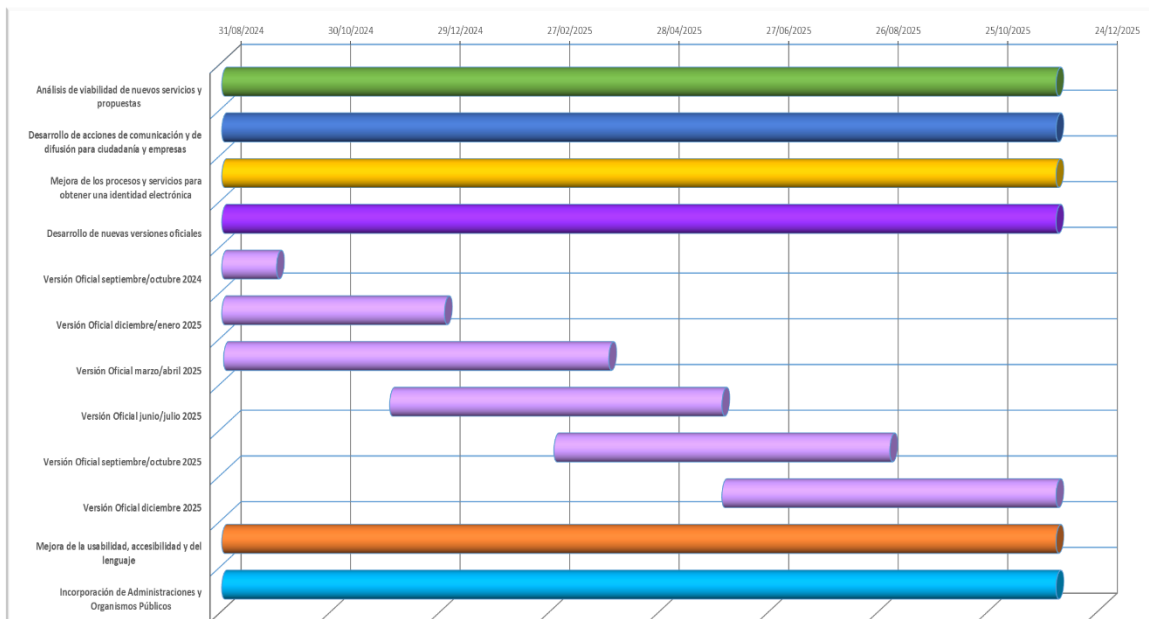 31/08/2024 30/10/2024 29/12/2024 27/02/2025 28/04/2025 27/06/2025 26/08/2025 25/10/2025 24/12/2025
Análisis de viabilidad de nuevos servicios y
propuestas
Desarrollo de acciones de comunicación y de
difusión para ciudadanía y empresas
Mejora de los procesos y servicios para
obtener una identidad electrónica
Desarrollo de nuevas versiones oficiales
Versión Oficial septiembre/octubre 2024
Versión Oficial diciembre/enero 2025
Versión Oficial marzo/abril 2025
Versión Oficial junio/julio 2025
Versión Oficial septiembre/octubre 2025
Versión Oficial diciembre 2025
Mejora de la usabilidad, accesibilidad y del
lenguaje
Incorporación de Administraciones y
Organismos Públicos